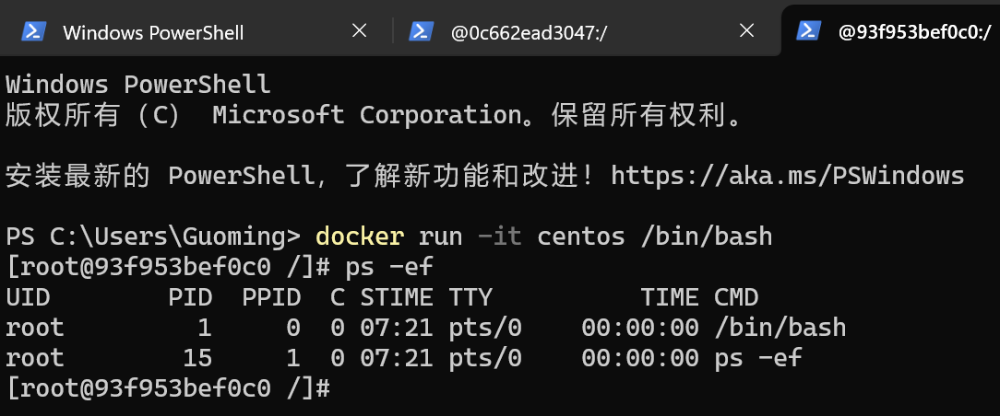 Windows PowerShell
@0c662ead3047:/
@93f953bef0c0:/
Windows PowerShell
版权所有（C） Microsoft Corporation。保留所有权利。
安装最新的 PowerShell，了解新功能和改进！https://aka.ms/PSWindows
PS C:\Users\Guoming> docker run -it centos /bin/bash
[root@93f953bef0c0 /]# ps -ef
UID        PID  PPID  C STIME TTY          TIME CMD
root         1     0  0 07:21 pts/0    00:00:00 /bin/bash
root        15     1  0 07:21 pts/0    00:00:00 ps -ef
[root@93f953bef0c0 /]#